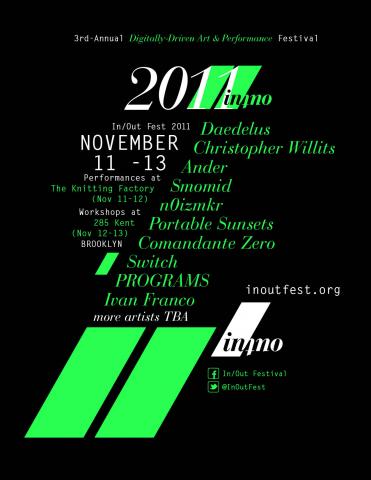 3rd-Annual Digitally-Driven Art & Performance Festival
2011
in/no
In/Out Fest 2011
NOVEMBER
11 -13
Performances at
The Knitting Factory
(Nov 11-12)
Workshops at
285 Kent
(Nov 12-13)
BROOKLYN
Daedelus
Christopher Willits
Ander
Smomid
n0izmkr
Portable Sunsets
Comandante Zero
Switch
PROGRAMS
Ivan Franco
more artists TBA
inoutfest.org
in/no
In/Out Festival
@InOutFest